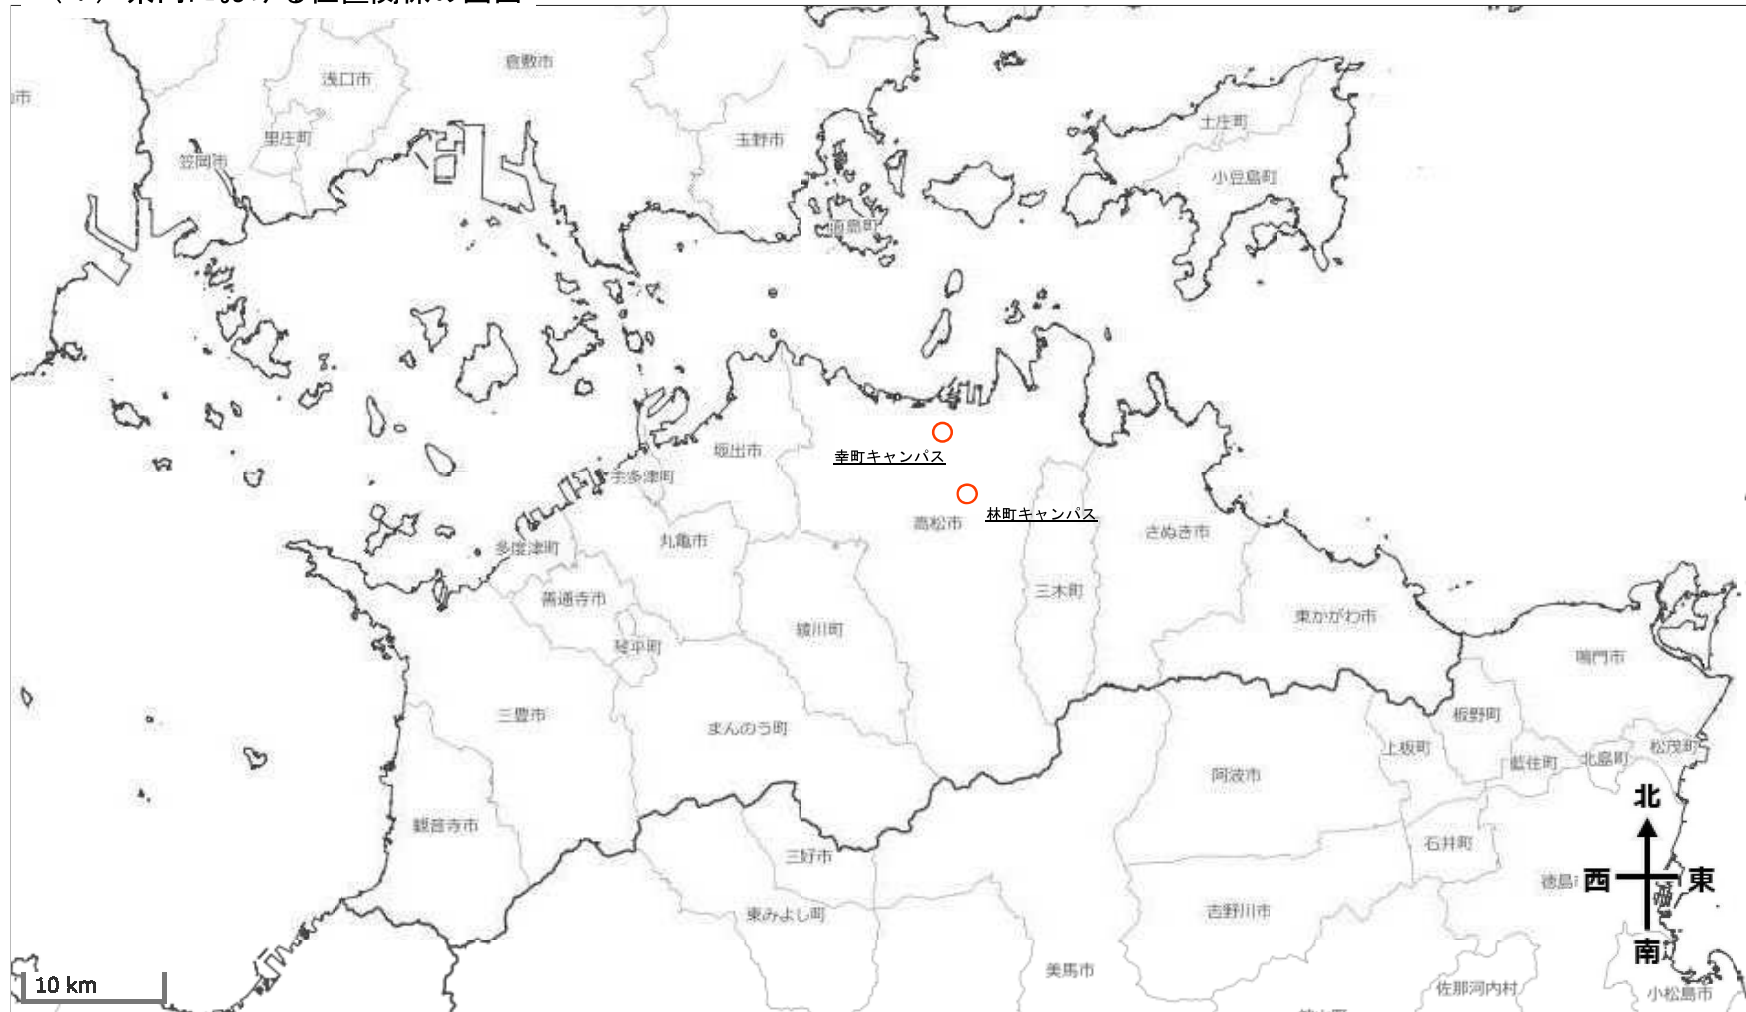 倉敷市
浅口市
里庄町
笠岡市
玉野市
土庄町
小豆島町
直島町
坂出市
宇多津町
幸町キャンパス
林町キャンパス
高松市
さぬき市
丸亀市
多度津町
善通寺市
三木町
東かがわ市
綾川町
琴平町
鳴門市
三豊市
まんのう町
板野町
上板町
松茂町
北島町
藍住町
阿波市
北
観音寺市
石井町
三好市
西
東
東みよし町
吉野川市
南
美馬市
佐那河内村
小松島市
10 km